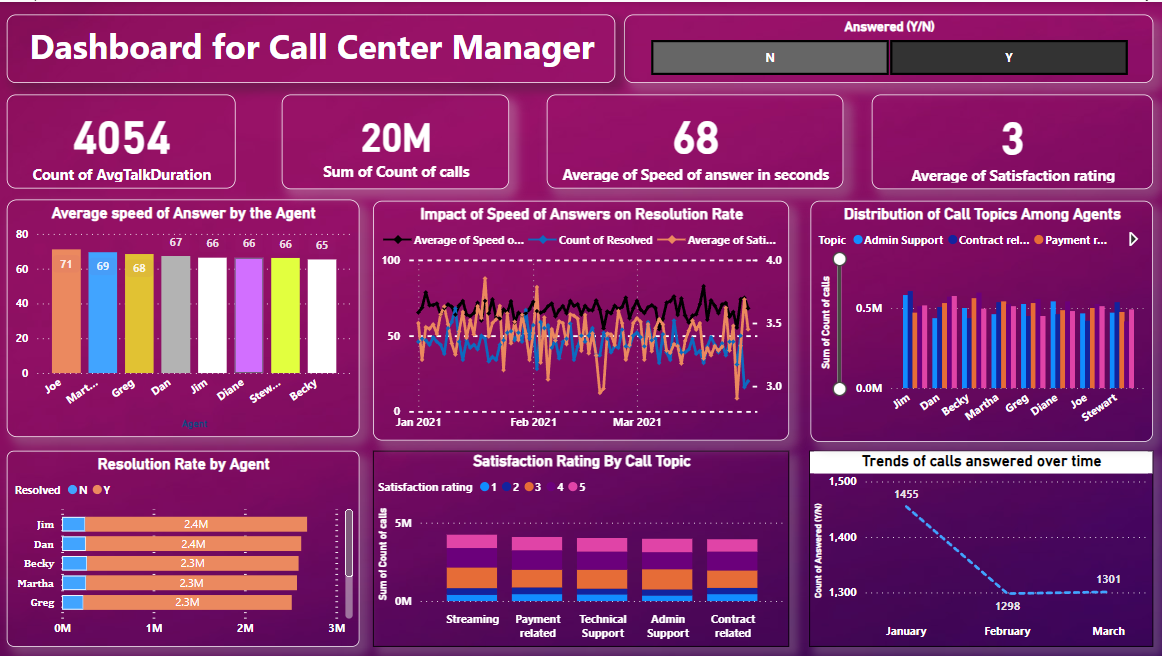 Dashboard for Call Center Manager
Answered (Y/N)
N
Y
4054
Count of AvgTalkDuration
20M
Sum of Count of calls
68
Average of Speed of answer in seconds
3
Average of Satisfaction rating
Average speed of Answer by the Agent
80
60
40
20
0
71
69
68
67
66
66
66
65
Joe
Mart...
Greg
Dan
Jim
Diane
Stew...
Becky
Agent
Impact of Speed of Answers on Resolution Rate
Average of Speed o...
Count of Resolved
Average of Sati...
100
50
0
4.0
3.5
3.0
Jan 2021
Feb 2021
Mar 2021
Distribution of Call Topics Among Agents
Topic
Admin Support
Contract rel...
Payment r...
Sum of Count of calls
0.5M
0.0M
Jim
Dan
Becky
Martha
Greg
Diane
Joe
Stewart
Resolution Rate by Agent
Resolved
N
Y
Jim
2.4M
Dan
2.4M
Becky
2.3M
Martha
2.3M
Greg
2.3M
0M
1M
2M
3M
Satisfaction Rating By Call Topic
Satisfaction rating
1
2
3
4
5
Sum of Count of calls
5M
0M
Streaming
Payment
related
Technical
Support
Admin
Support
Contract
related
Trends of calls answered over time
Count of Answered (Y/N)
1,500
1,400
1,300
1455
1298
1301
January
February
March